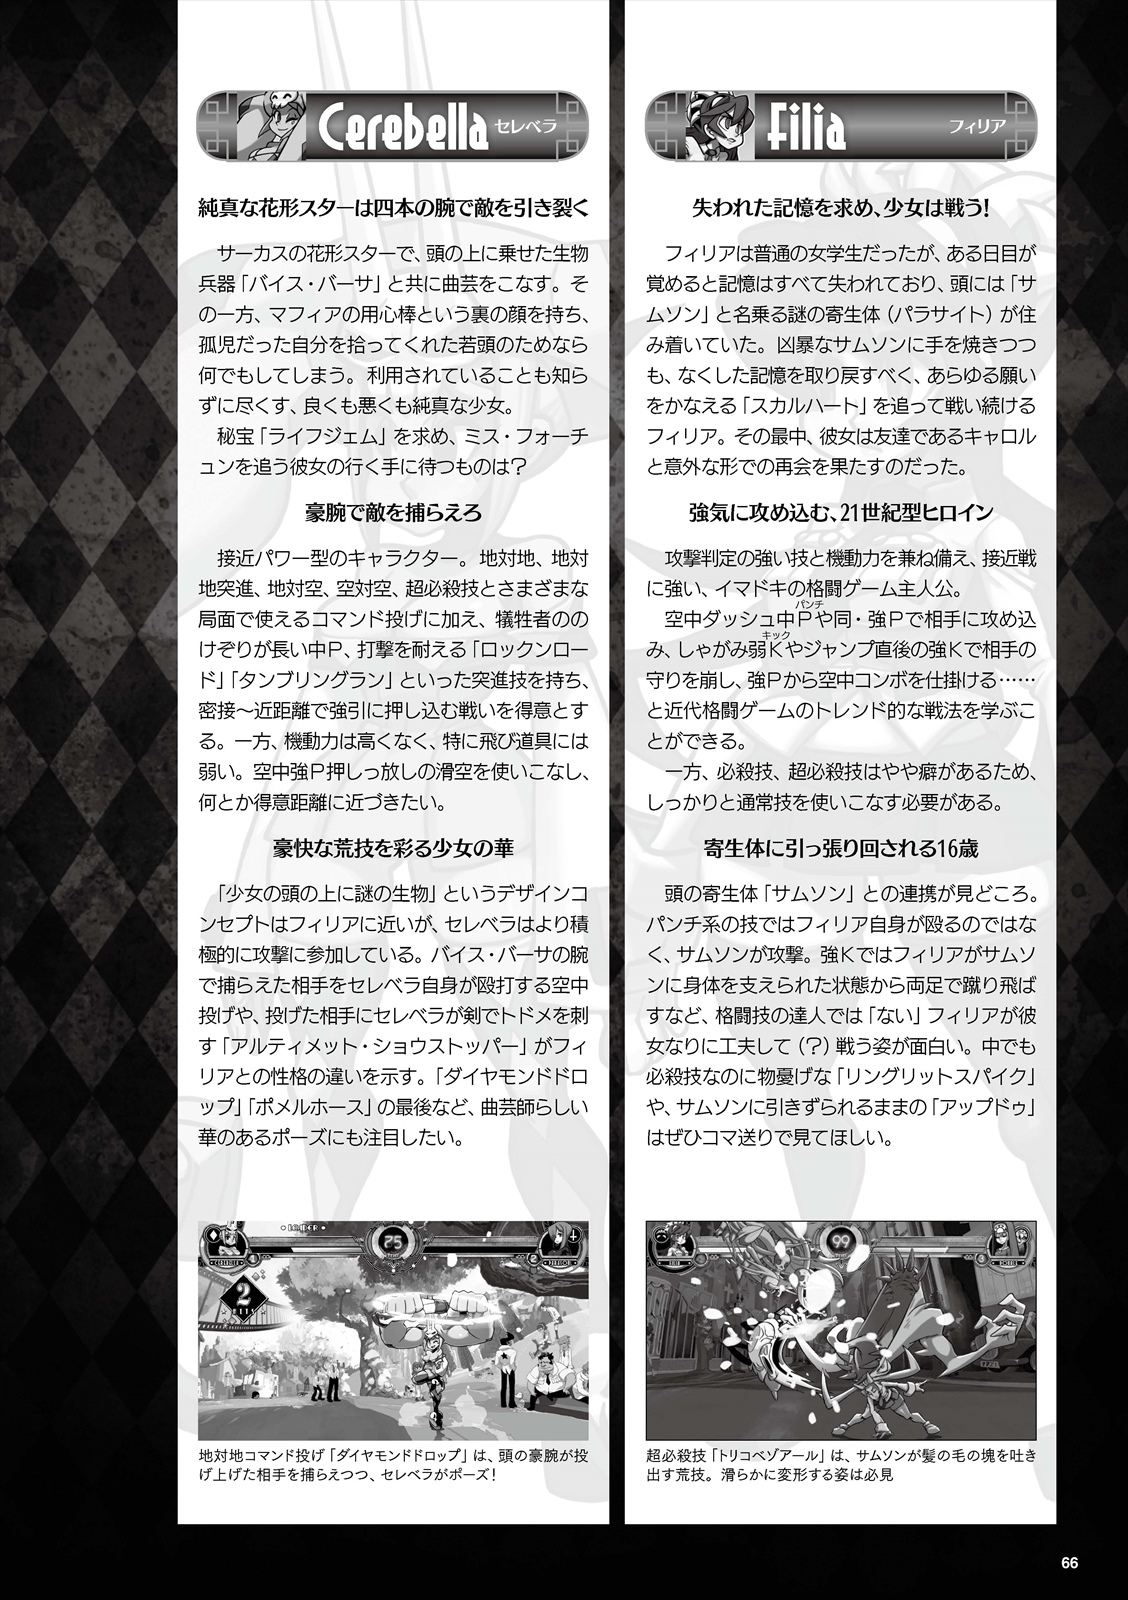 Cerebella セレベラ
純真な花形スターは四本の腕で敵を引き裂く
サーカスの花形スターで、頭の上に乗せた生物
兵器「バイス・バーサ」と共に曲芸をこなす。そ
の一方、マフィアの用心棒という裏の顔を持ち、
孤児だった自分を拾ってくれた若頭のためなら
何でもしてしまう。利用されていることも知ら
ずに尽くす、良くも悪くも純真な少女。
秘宝「ライフジェム」を求め、ミス・フォーチ
ュンを追う彼女の行く手に待つものは？
豪腕で敵を捕らえろ
接近パワー型のキャラクター。地対地、地対
地突進、地対空、空対空、超必殺技とさまざまな
局面で使えるコマンド投げに加え、犠牲者のの
けぞりが長い中Ｐ、打撃を耐える「ロックンロー
ド」「タンブリングラン」といった突進技を持ち、
密接～近距離で強引に押し込む戦いを得意とす
る。一方、機動力は高くなく、特に飛び道具には
弱い。空中強Ｐ押しっ放しの滑空を使いこなし、
何とか得意距離に近づきたい。
豪快な荒技を彩る少女の華
「少女の頭の上に謎の生物」というデザインコ
ンセプトはフィリアに近いが、セレベラはより積
極的に攻撃に参加している。バイス・バーサの腕
で捕らえた相手をセレベラ自身が殴打する空中
投げや、投げた相手にセレベラが剣でトドメを刺
す「アルティメット・ショウストッパー」がフィ
リアとの性格の違いを示す。「ダイヤモンドドロ
ップ」「ポメルホース」の最後など、曲芸師らしい
華のあるポーズにも注目したい。
75
2
地対地コマンド投げ「ダイヤモンドドロップ」は、頭の豪腕が投
げ上げた相手を捕らえつつ、セレベラがポーズ！
Filia フィリア
失われた記憶を求め、少女は戦う！
フィリアは普通の女学生だったが、ある日目が
覚めると記憶はすべて失われており、頭には「サ
ムソン」と名乗る謎の寄生体（パラサイト）が住
み着いていた。凶暴なサムソンに手を焼きつつ
も、なくした記憶を取り戻すべく、あらゆる願い
をかなえる「スカルハート」を追って戦い続ける
フィリア。その最中、彼女は友達であるキャロル
と意外な形での再会を果たすのだった。
強気に攻め込む、21世紀型ヒロイン
攻撃判定の強い技と機動力を兼ね備え、接近戦
に強い、イマドキの格闘ゲーム主人公。
パンチ
空中ダッシュ中Ｐや同・強Ｐで相手に攻め込
キック
み、しゃがみ弱Ｋやジャンプ直後の強Ｋで相手の
守りを崩し、強Ｐから空中コンボを仕掛ける……
と近代格闘ゲームのトレンド的な戦法を学ぶこ
とができる。
一方、必殺技、超必殺技はやや癖があるため、
しっかりと通常技を使いこなす必要がある。
寄生体に引っ張り回される16歳
頭の寄生体「サムソン」との連携が見どころ。
パンチ系の技ではフィリア自身が殴るのではな
く、サムソンが攻撃。強Ｋではフィリアがサムソ
ンに身体を支えられた状態から両足で蹴り飛ば
すなど、格闘技の達人では「ない」フィリアが彼
女なりに工夫して（？）戦う姿が面白い。中でも
必殺技なのに物憂げな「リングリットスパイク」
や、サムソンに引きずられるままの「アップドゥ」
はぜひコマ送りで見てほしい。
99
超必殺技「トリコベゾアール」は、サムソンが髪の毛の塊を吐き
出す荒技。滑らかに変形する姿は必見
66